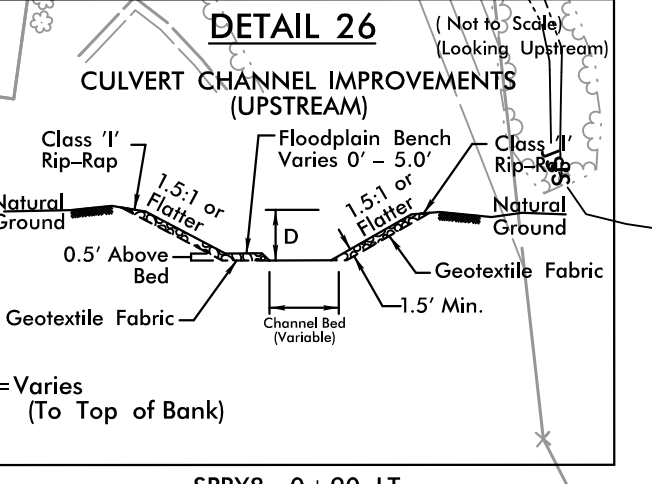 DETAIL 26
( Not to Scale)
(Looking Upstream)
CULVERT CHANNEL IMPROVEMENTS
(UPSTREAM)
Class 'I'
Rip–Rap
Floodplain Bench
Varies 0' – 5.0'
Class 'I'
Rip–Rap
1.5:1 or
Flatter
1.5:1 or
Flatter
Natural
Ground
Natural
Ground
D
0.5' Above
Bed
Geotextile Fabric
Geotextile Fabric
1.5' Min.
Channel Bed
(Variable)
= Varies
(To Top of Bank)